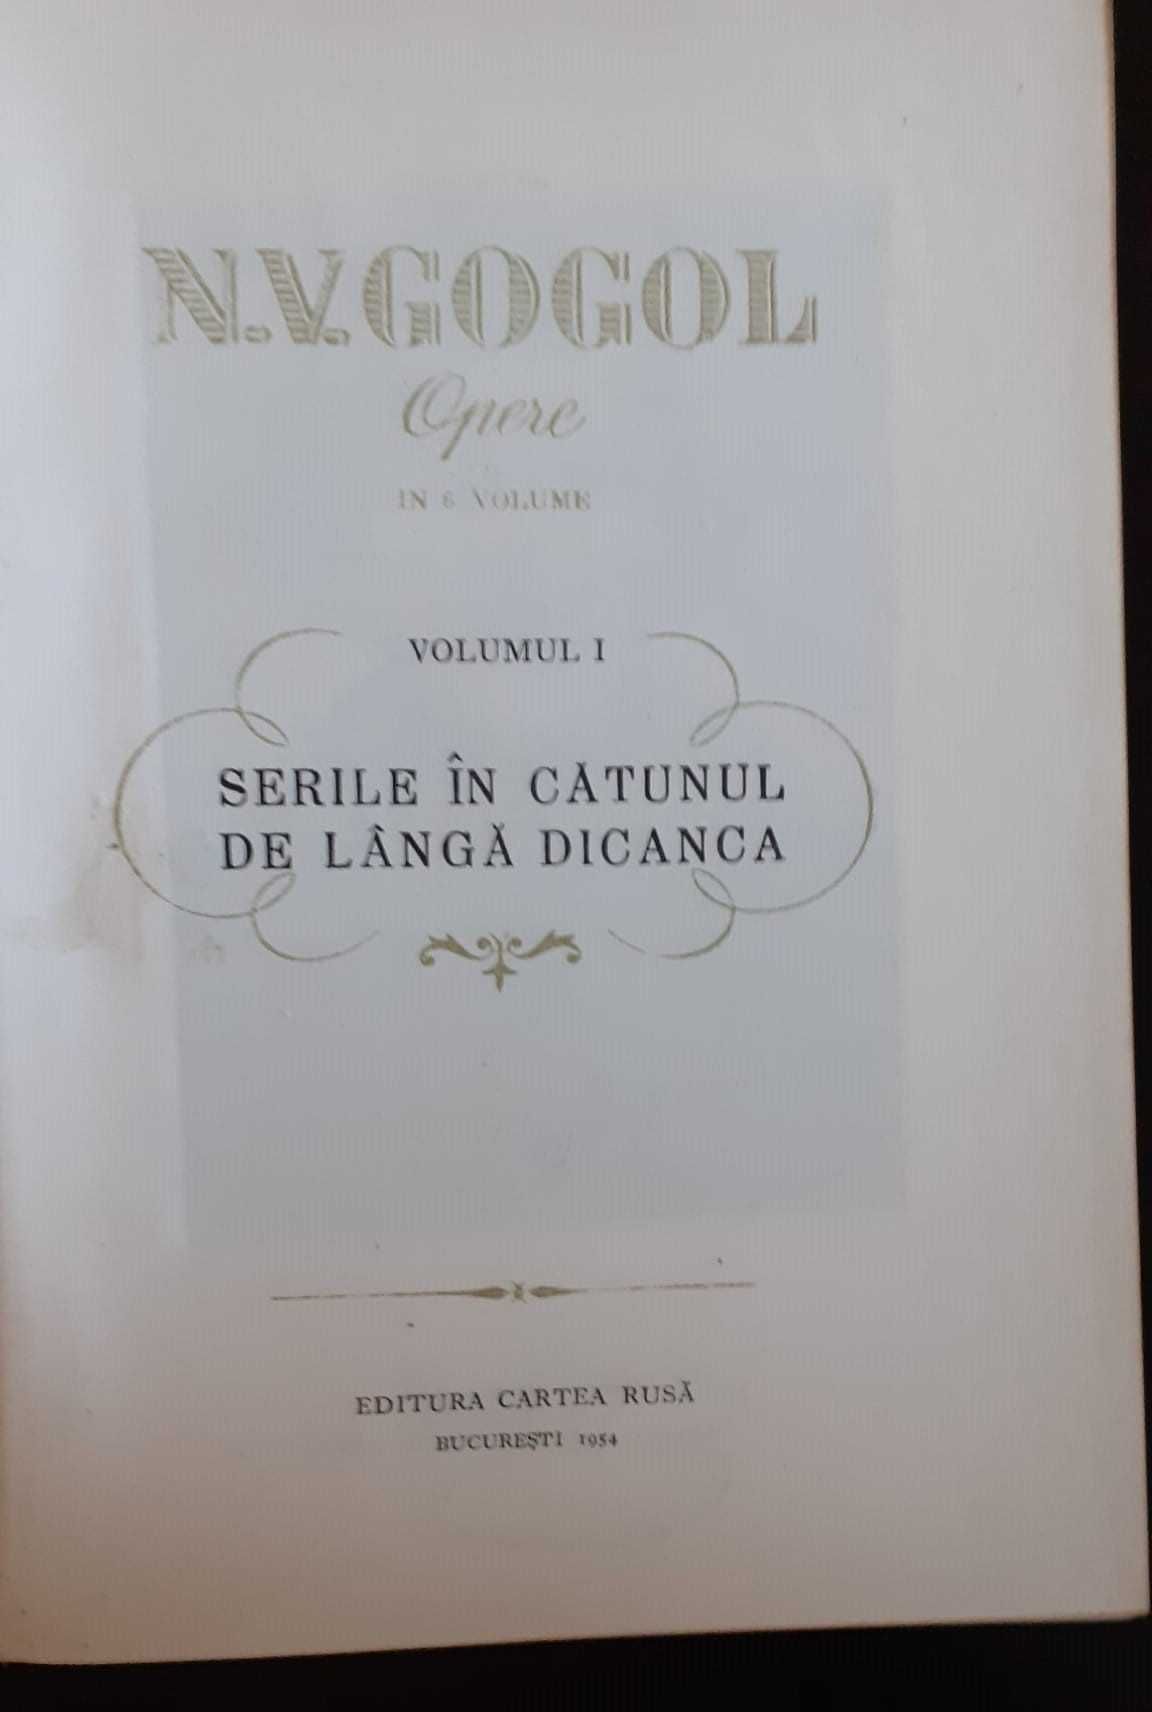 N.V. GOGOL
Opere
IN 6 VOLUME
VOLUMUL I
SERILE ÎN CĂTUNUL
DE LÂNGĂ DICANCA
EDITURA CARTEA RUSĂ
BUCUREȘTI 1954